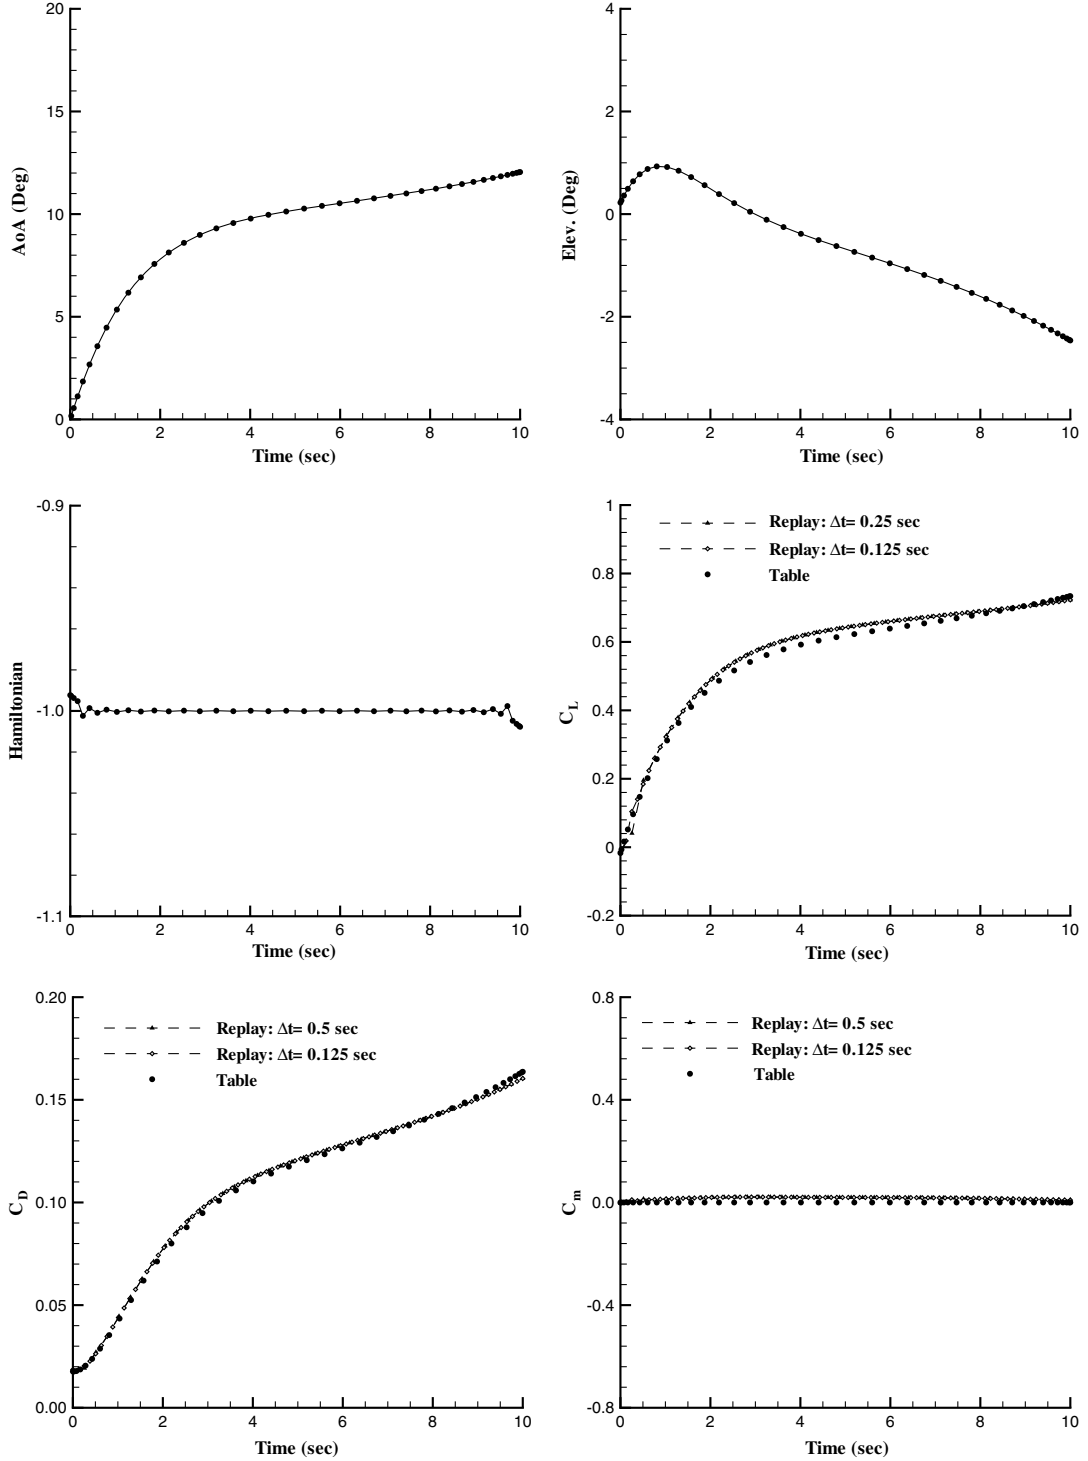 20
15
10
5
0
AoA (Deg)
0 2 4 6 8 10
Time (sec)
4
2
0
-2
-4
Elev. (Deg)
0 2 4 6 8 10
Time (sec)
-0.9
-1.0
-1.1
Hamiltonian
0 2 4 6 8 10
Time (sec)
1
0.8
0.6
0.4
0.2
0
-0.2
C_L
Replay: Δt= 0.25 sec
Replay: Δt= 0.125 sec
Table
0 2 4 6 8 10
Time (sec)
0.20
0.15
0.10
0.05
0.00
C_D
Replay: Δt= 0.5 sec
Replay: Δt= 0.125 sec
Table
0 2 4 6 8 10
Time (sec)
0.8
0.4
0.0
-0.4
-0.8
C_m
Replay: Δt= 0.5 sec
Replay: Δt= 0.125 sec
Table
0 2 4 6 8 10
Time (sec)